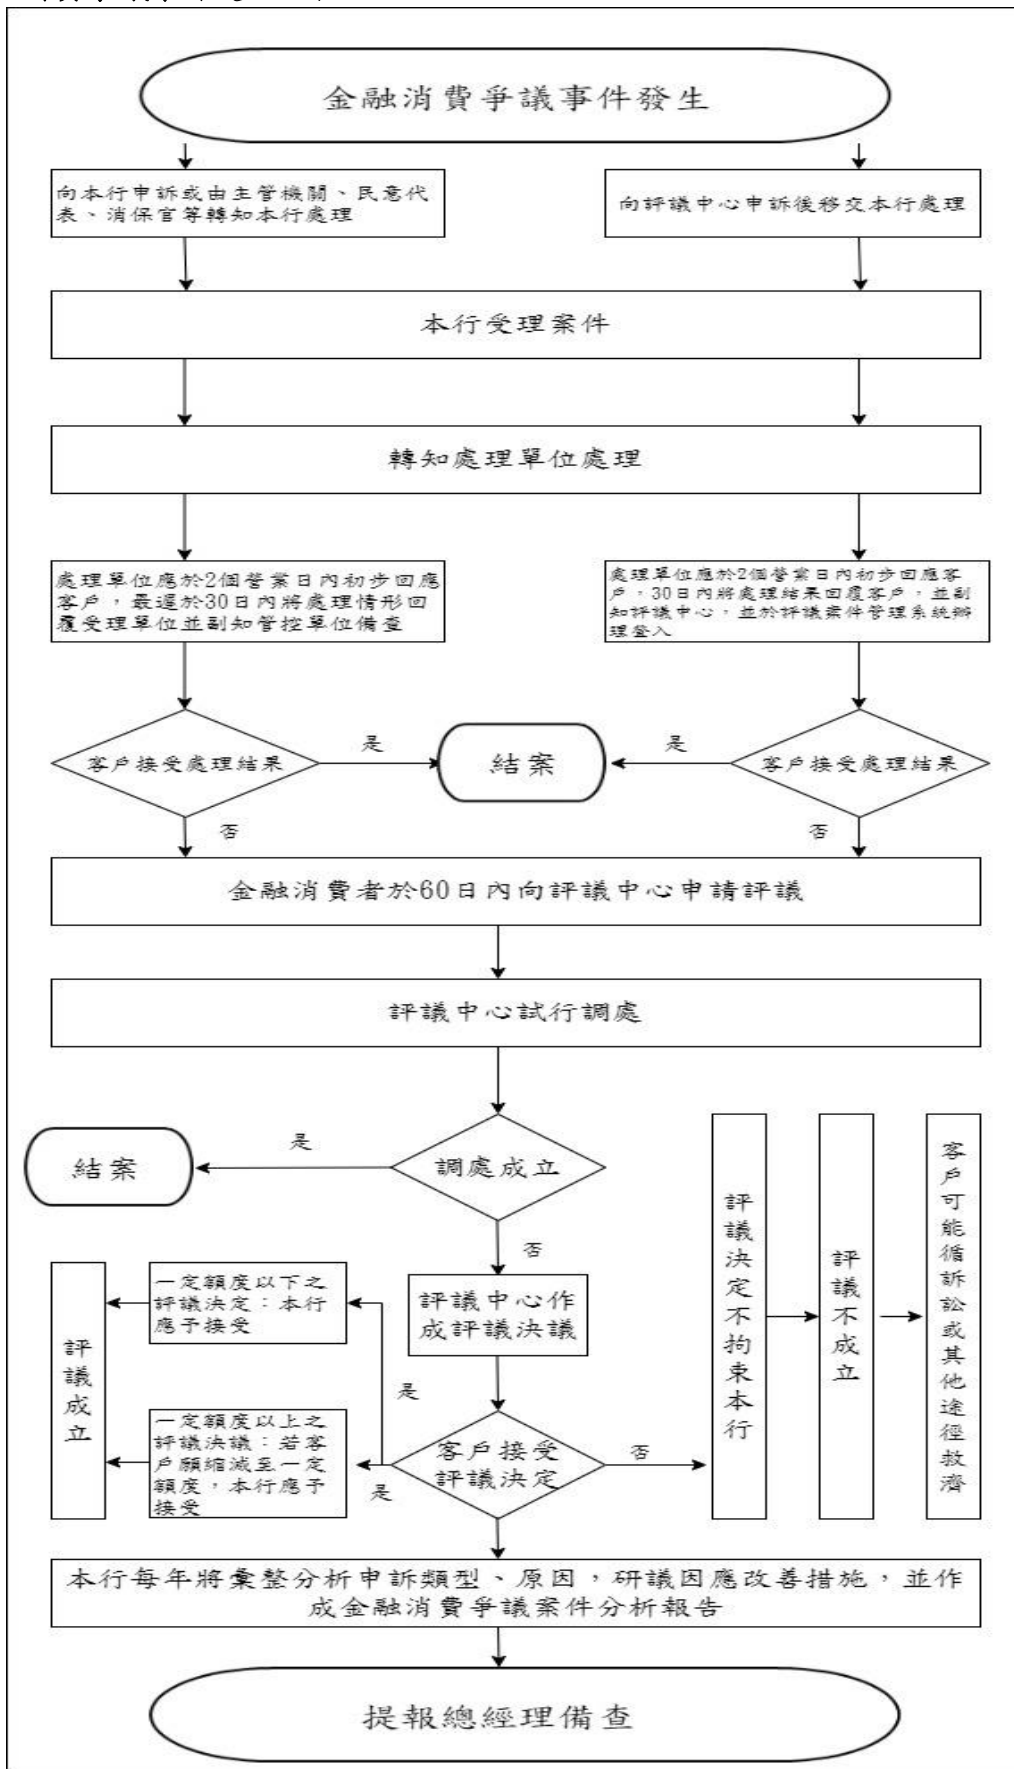 金融消費爭議事件發生
向本行申訴或由主管機關、民意代
表、消保官等轉知本行處理
向評議中心申訴後移交本行處理
本行受理案件
轉知處理單位處理
處理單位應於2個營業日內初步回應
客戶，最遲於30日內將處理情形回
覆受理單位並副知管控單位備查
處理單位應於2個營業日內初步回應客
戶，30日內將處理結果回覆客戶，並副
知評議中心，並於評議案件管理系統辦
理登入
客戶接受處理結果
是
結案
是
客戶接受處理結果
否
否
金融消費者於60日內向評議中心申請評議
評議中心試行調處
調處成立
是
結案
否
評議中心作
成評議決議
客戶接受
評議決定
是
一定額度以下之
評議決定：本行
應予接受
是
一定額度以上之
評議決議：若客
戶願縮減至一定
額度，本行應予
接受
評議成立
否
評議決定不拘束本行
評議不成立
客戶可能循訴訟或其他途徑救濟
本行每年將彙整分析申訴類型、原因，研議因應改善措施，並作
成金融消費爭議案件分析報告
提報總經理備查